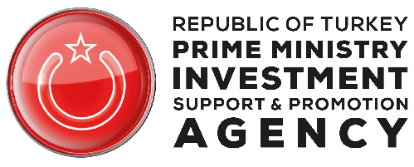 REPUBLIC OF TURKEY
PRIME MINISTRY
INVESTMENT
SUPPORT & PROMOTION
AGENCY